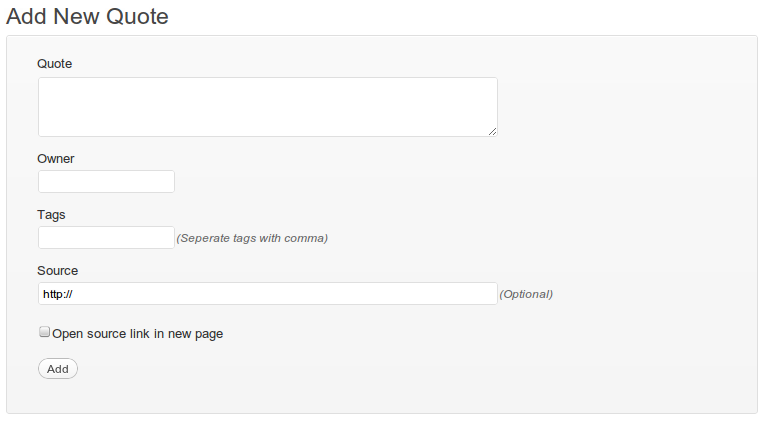 Add New Quote
Quote
Owner
Tags
(Seperate tags with comma)
Source
http:// (Optional)
Open source link in new page
Add